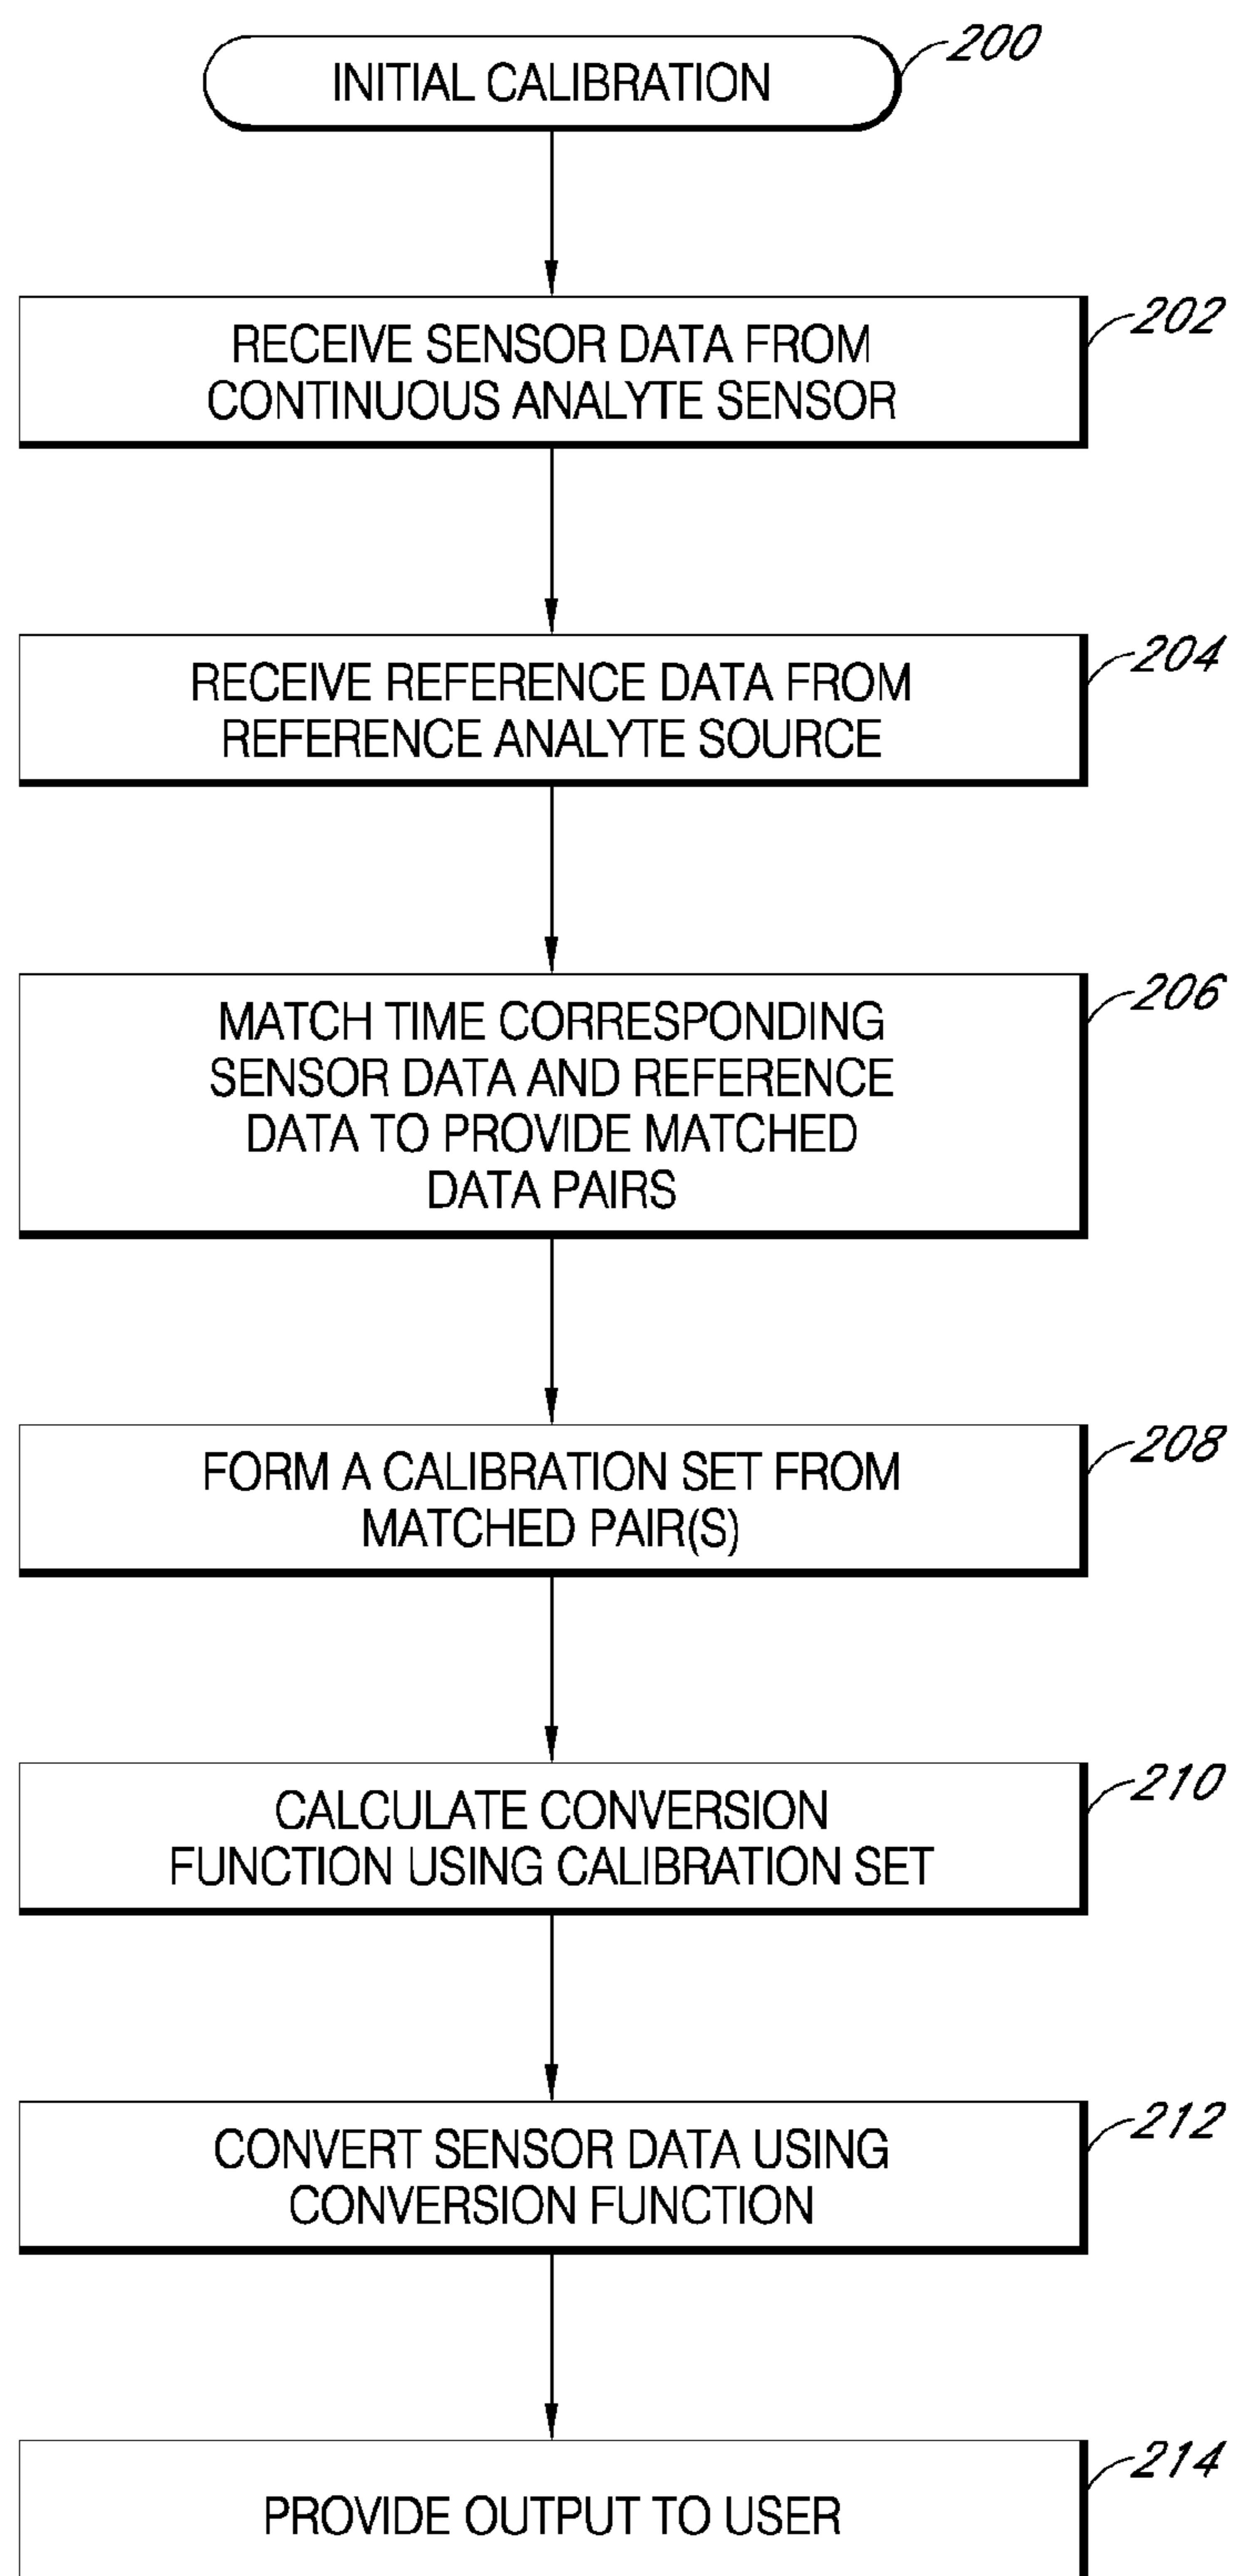 200
INITIAL CALIBRATION
202
RECEIVE SENSOR DATA FROM
CONTINUOUS ANALYTE SENSOR
204
RECEIVE REFERENCE DATA FROM
REFERENCE ANALYTE SOURCE
206
MATCH TIME CORRESPONDING
SENSOR DATA AND REFERENCE
DATA TO PROVIDE MATCHED
DATA PAIRS
208
FORM A CALIBRATION SET FROM
MATCHED PAIR(S)
210
CALCULATE CONVERSION
FUNCTION USING CALIBRATION SET
212
CONVERT SENSOR DATA USING
CONVERSION FUNCTION
214
PROVIDE OUTPUT TO USER